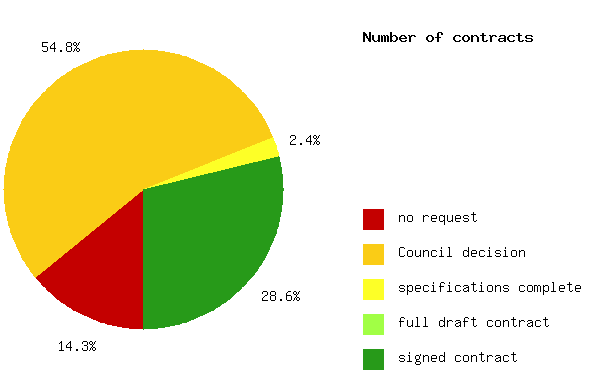 Number of contracts
54.8%
2.4%
28.6%
14.3%
no request
Council decision
specifications complete
full draft contract
signed contract